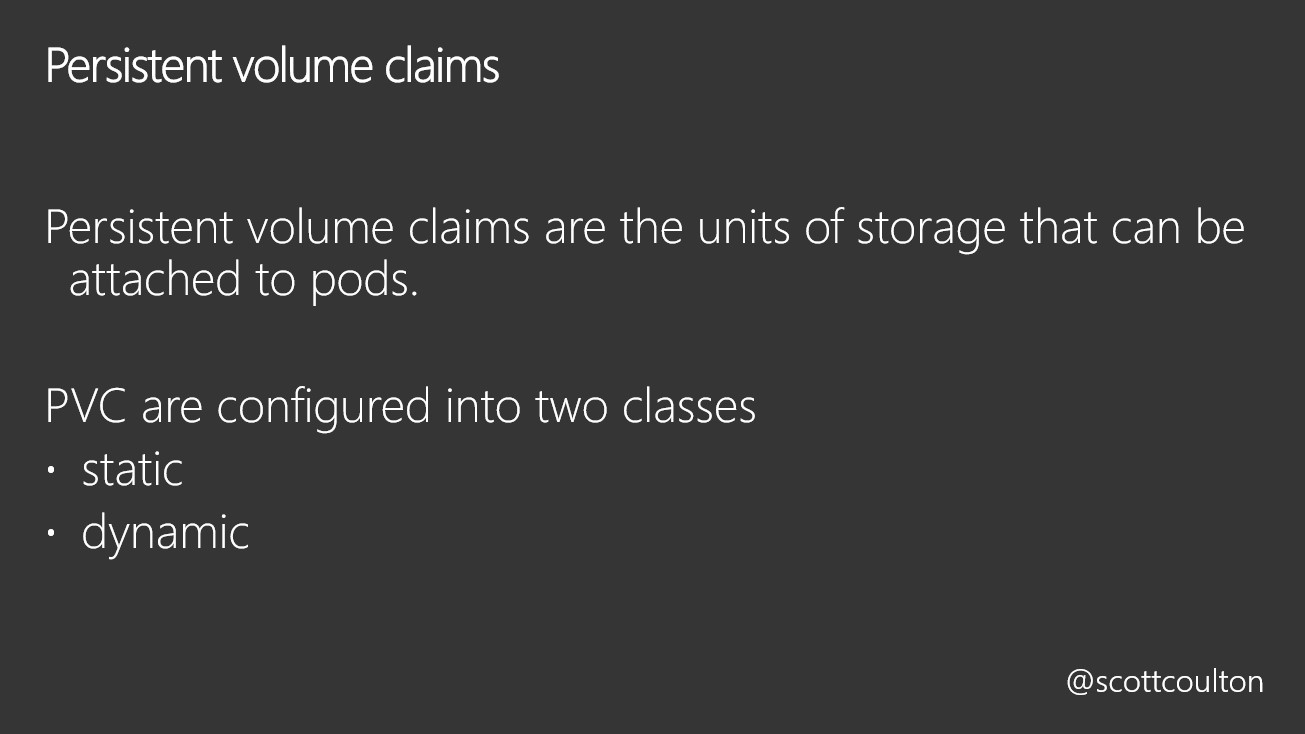 Persistent volume claims
Persistent volume claims are the units of storage that can be
attached to pods.
PVC are configured into two classes
• static
• dynamic
@scottcoulton